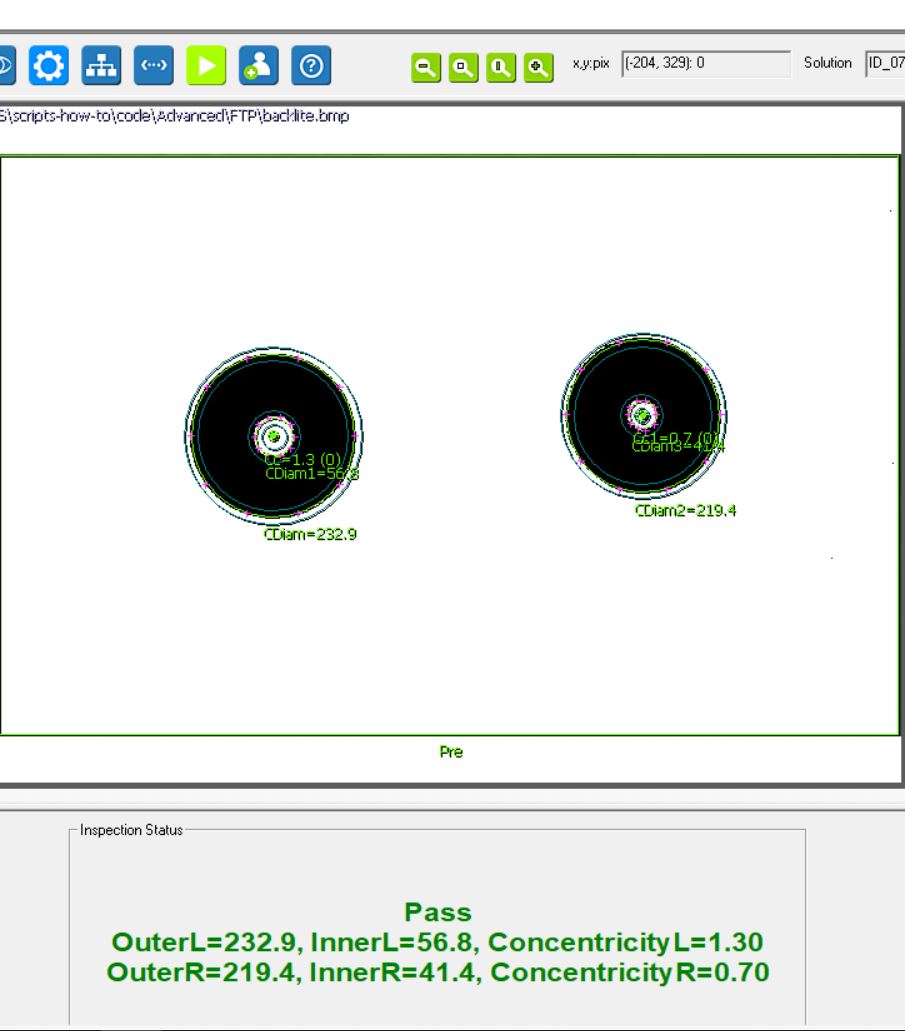 x,y:pix (-204, 329): 0 Solution ID_07
S\scripts-how-to\code\Advanced\FTP\backlite.bmp
CC=1.3 (0)
CDiam1=56.8
CDiam=232.9
CC1=0.7 (0)
CDiam3=41.4
CDiam2=219.4
Pre
Inspection Status
Pass
OuterL=232.9, InnerL=56.8, ConcentricityL=1.30
OuterR=219.4, InnerR=41.4, ConcentricityR=0.70